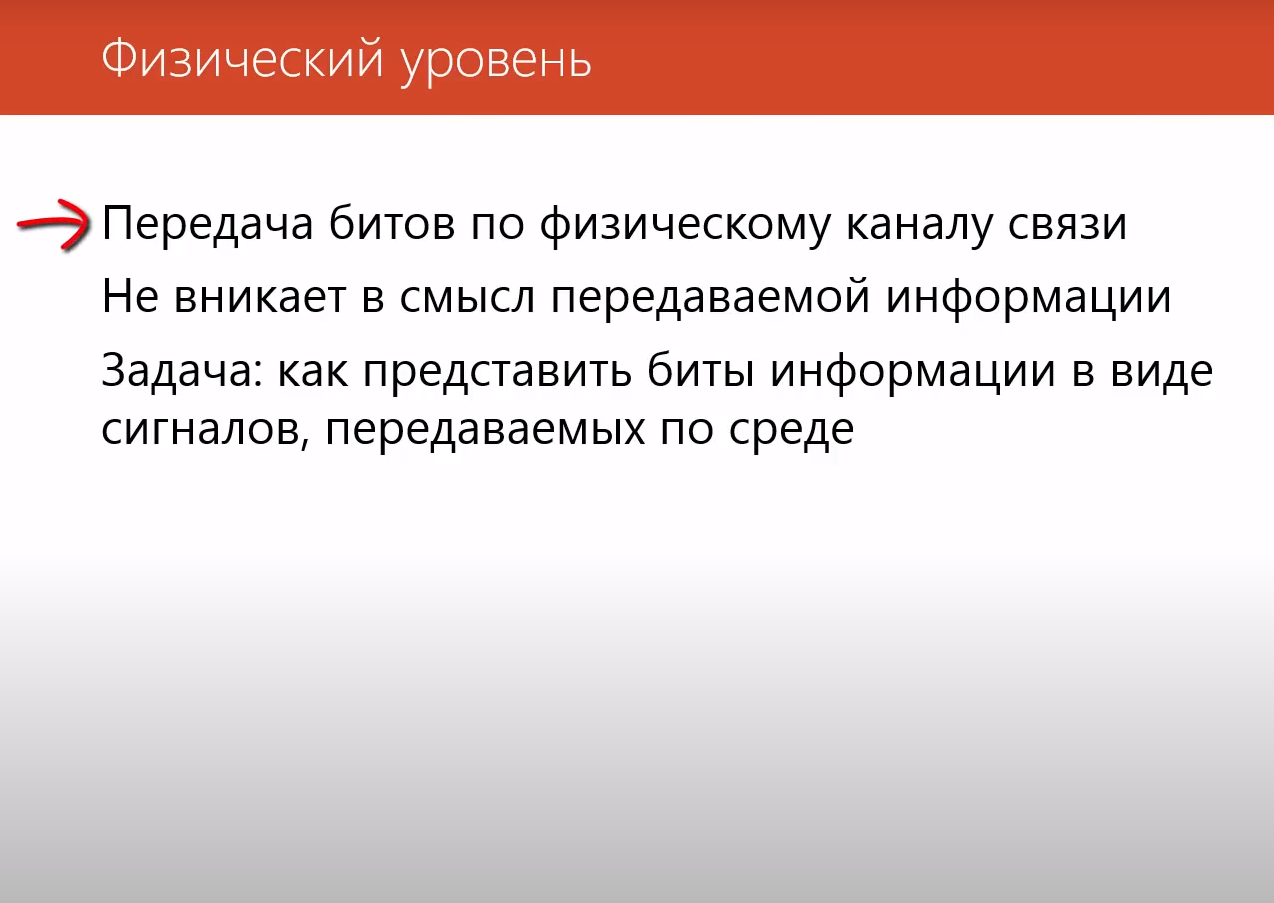 Физический уровень
Передача битов по физическому каналу связи
Не вникает в смысл передаваемой информации
Задача: как представить биты информации в виде
сигналов, передаваемых по среде